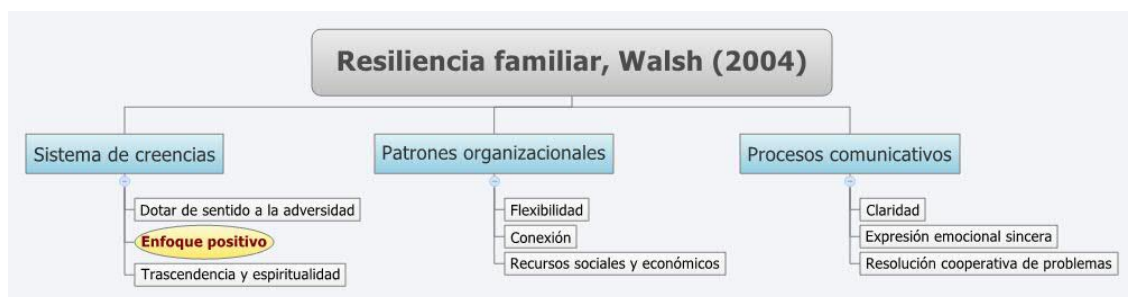 Resiliencia familiar, Walsh (2004)
Sistema de creencias
Dotar de sentido a la adversidad
Enfoque positivo
Trascendencia y espiritualidad
Patrones organizacionales
Flexibilidad
Conexión
Recursos sociales y económicos
Procesos comunicativos
Claridad
Expresión emocional sincera
Resolución cooperativa de problemas